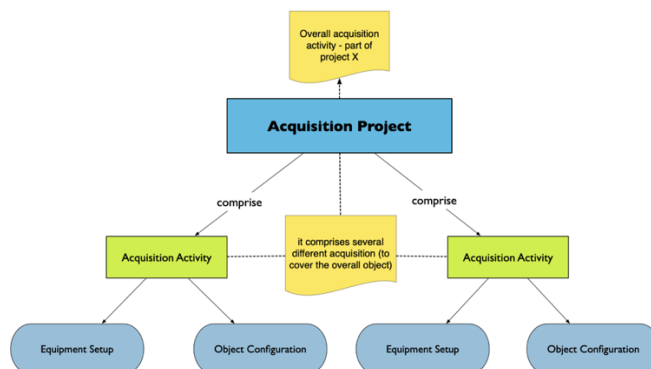 Overall acquisition
activity - part of
project X
Acquisition Project
comprise
comprise
it comprises several
different acquisition (to
cover the overall object)
Acquisition Activity
Acquisition Activity
Equipment Setup
Object Configuration
Equipment Setup
Object Configuration